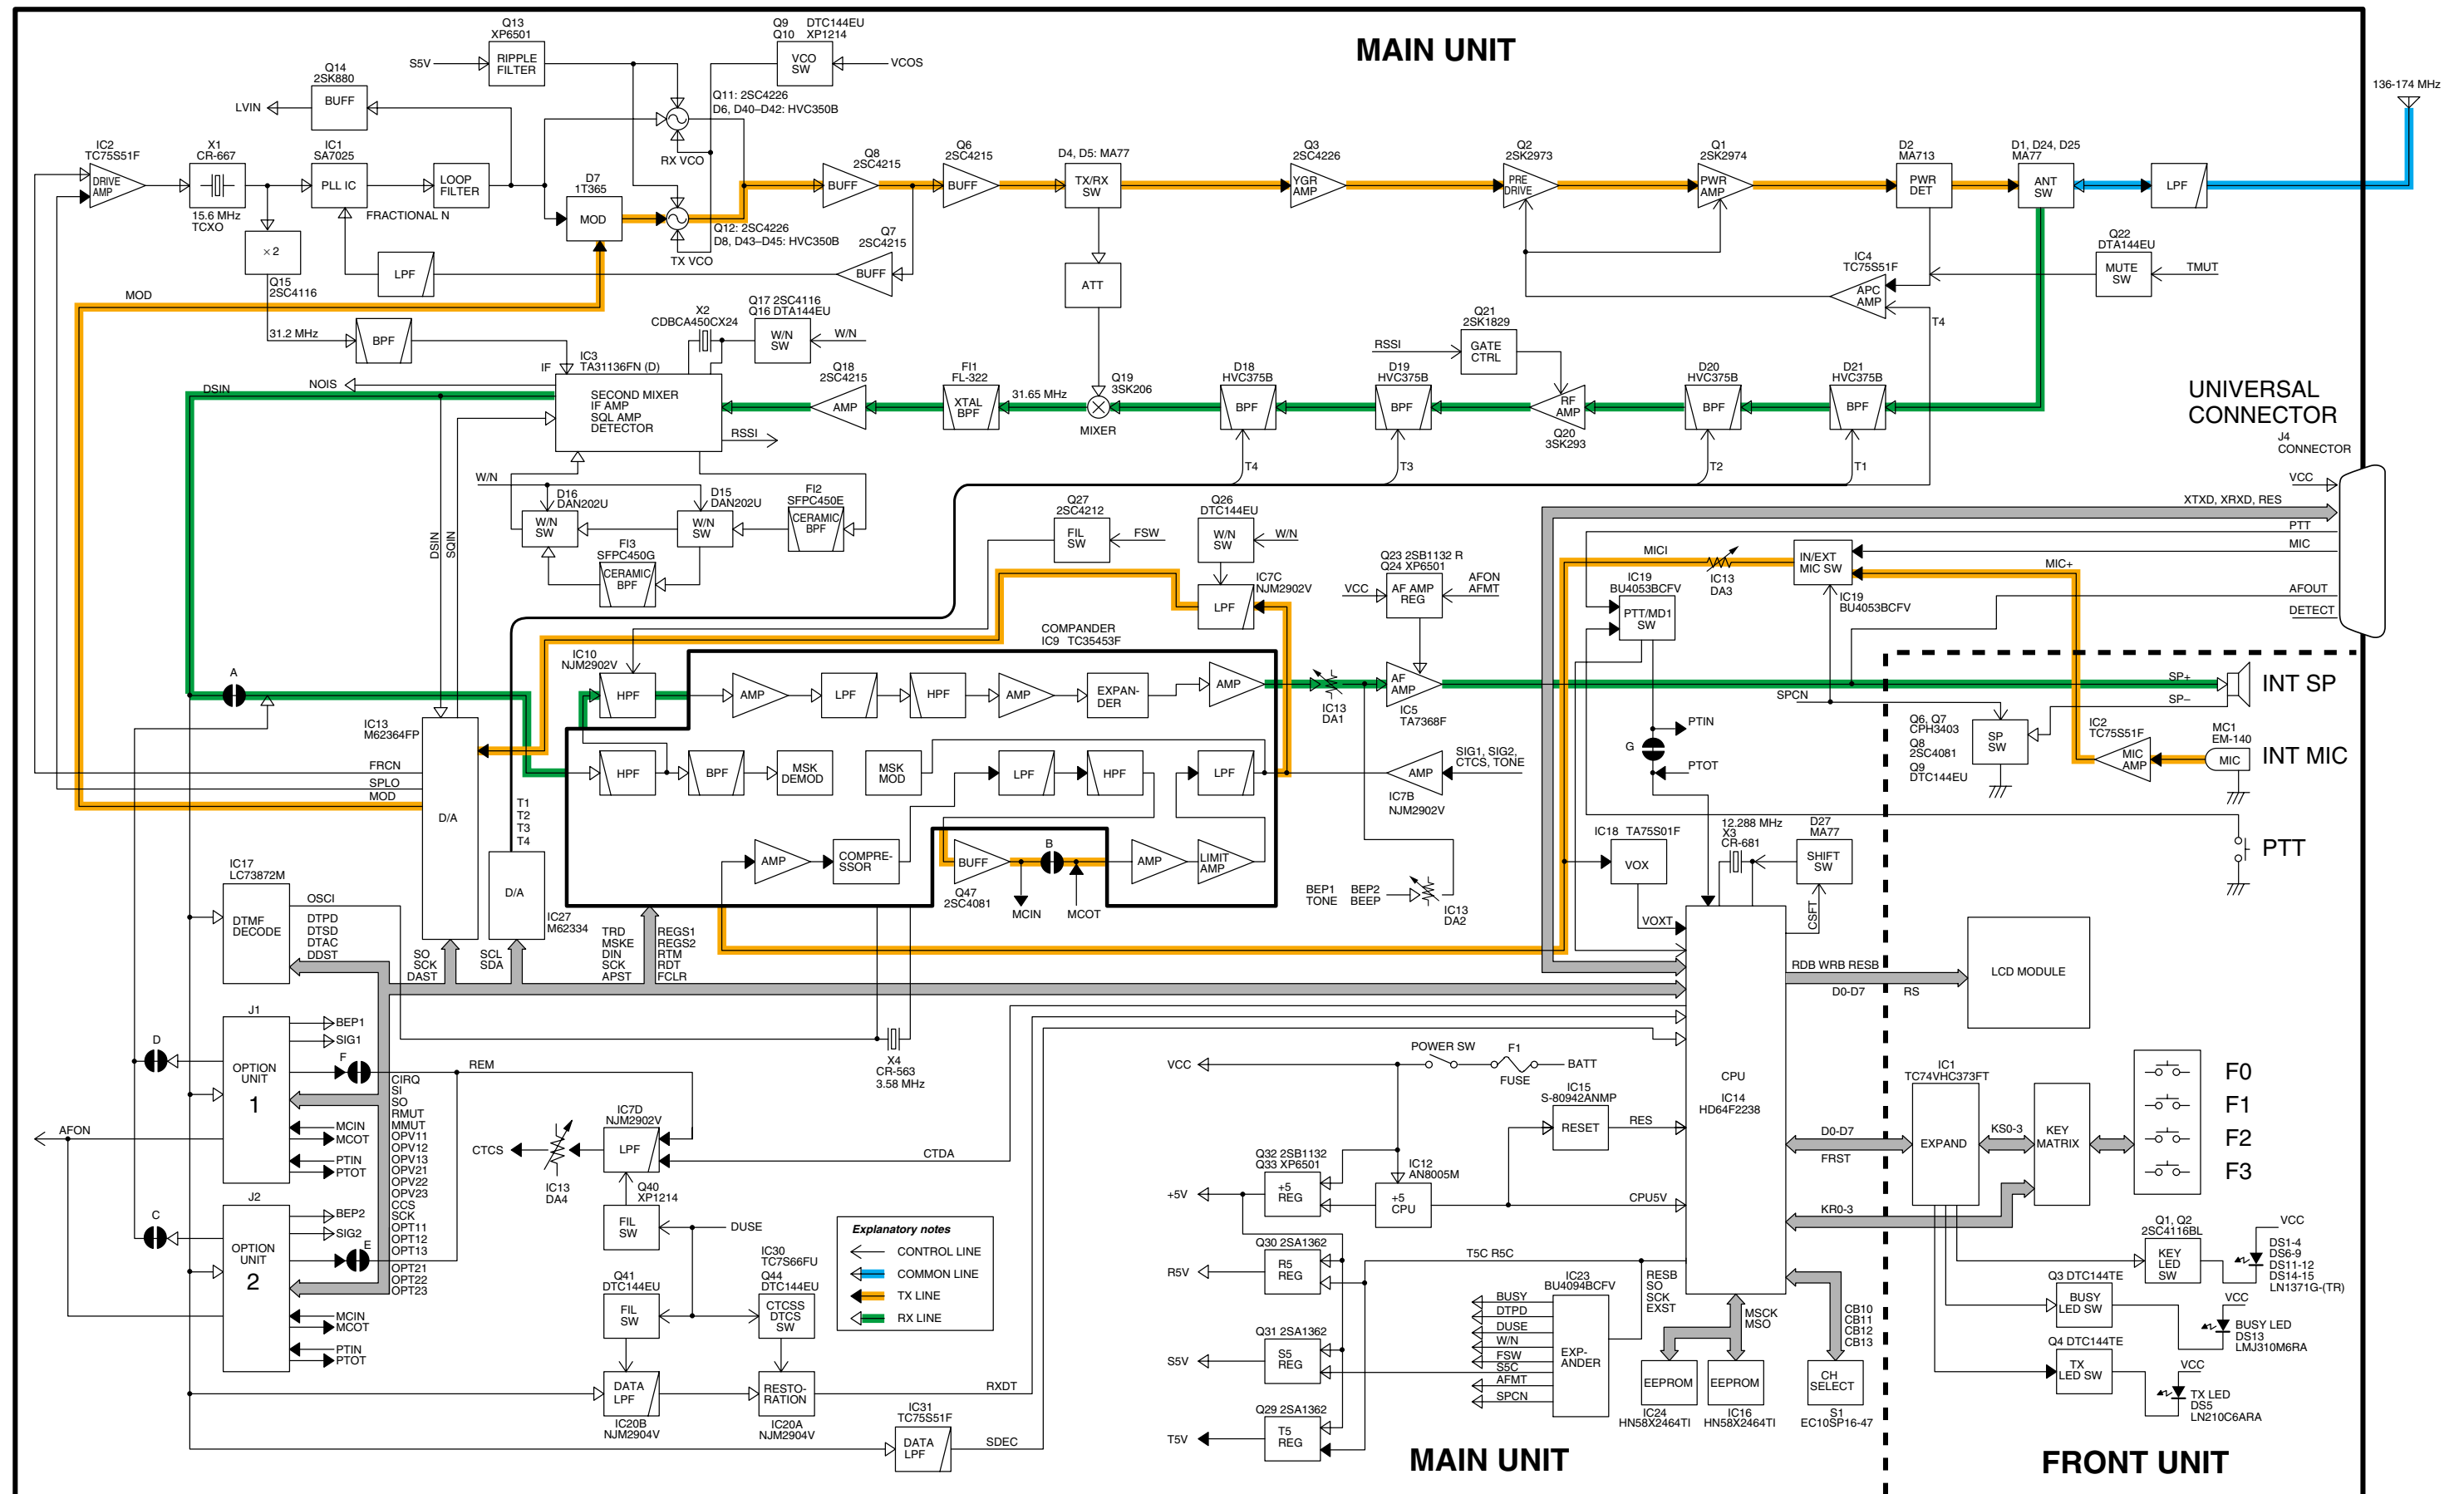 MAIN UNIT
136-174 MHz
Q13
XP6501
RIPPLE
FILTER
S5V
Q9 DTC144EU
Q10 XP1214
VCO
SW
VCOS
Q14
2SK880
BUFF
LVIN
Q11: 2SC4226
D6, D40–D42: HVC350B
RX VCO
IC2
TC75S51F
DRIVE
AMP
X1
CR-667
15.6 MHz
TCXO
IC1
SA7025
PLL IC
FRACTIONAL N
LOOP
FILTER
D7
1T365
MOD
Q12: 2SC4226
D8, D43–D45: HVC350B
TX VCO
Q8
2SC4215
BUFF
Q6
2SC4215
BUFF
D4, D5: MA77
TX/RX
SW
Q3
2SC4226
YGR
AMP
Q2
2SK2973
PRE
DRIVE
Q1
2SK2974
PWR
AMP
D2
MA713
PWR
DET
D1, D24, D25
MA77
ANT
SW
LPF
× 2
Q15
2SC4116
LPF
Q7
2SC4215
BUFF
ATT
IC4
TC75S51F
APC
AMP
Q22
DTA144EU
MUTE
SW
TMUT
T4
MOD
31.2 MHz
BPF
X2
CDBCA450CX24
Q17 2SC4116
Q16 DTA144EU
W/N
SW
W/N
Q21
2SK1829
GATE
CTRL
RSSI
IF
IC3
TA31136FN (D)
SECOND MIXER
IF AMP
SQL AMP
DETECTOR
NOIS
DSIN
RSSI
Q18
2SC4215
AMP
FI1
FL-322
XTAL
BPF
31.65 MHz
Q19
3SK206
MIXER
D18
HVC375B
BPF
D19
HVC375B
BPF
RF
AMP
Q20
3SK293
D20
HVC375B
BPF
D21
HVC375B
BPF
T4
T3
T2
T1
UNIVERSAL
CONNECTOR
J4
CONNECTOR
VCC
XTXD, XRXD, RES
PTT
MIC
AFOUT
DETECT
W/N
D16
DAN202U
W/N
SW
D15
DAN202U
W/N
SW
FI2
SFPC450E
CERAMIC
BPF
FI3
SFPC450G
CERAMIC
BPF
DSIN
SQIN
Q27
2SC4212
FIL
SW
FSW
Q26
DTC144EU
W/N
SW
W/N
IC7C
NJM2902V
LPF
Q23 2SB1132 R
Q24 XP6501
VCC
AF AMP
REG
AFON
AFMT
MICI
IC13
DA3
IN/EXT
MIC SW
IC19
BU4053BCFV
MIC+
IC19
BU4053BCFV
PTT/MD1
SW
COMPANDER
IC9 TC35453F
IC10
NJM2902V
HPF
AMP
LPF
HPF
AMP
EXPAN-
DER
AMP
IC13
DA1
AF
AMP
IC5
TA7368F
SP+
SP–
INT SP
SPCN
Q6, Q7
CPH3403
Q8
2SC4081
Q9
DTC144EU
SP
SW
IC2
TC75S51F
MIC
AMP
MC1
EM-140
MIC
INT MIC
A
IC13
M62364FP
D/A
FRCN
SPLO
MOD
T1
T2
T3
T4
D/A
IC27
M62334
HPF
BPF
MSK
DEMOD
MSK
MOD
LPF
HPF
LPF
AMP
IC7B
NJM2902V
SIG1, SIG2,
CTCS, TONE
G
PTIN
PTOT
PTT
AMP
COMPRE-
SSOR
BUFF
Q47
2SC4081
B
MCIN
MCOT
AMP
LIMIT
AMP
BEP1
TONE
BEP2
BEEP
IC13
DA2
IC18 TA75S01F
VOX
VOXT
12.288 MHz
X3
CR-681
D27
MA77
SHIFT
SW
CSFT
IC17
LC73872M
DTMF
DECODE
OSCI
DTPD
DTSD
DTAC
DDST
SO
SCK
DAST
SCL
SDA
TRD
MSKE
DIN
SCK
APST
REGS1
REGS2
RTM
RDT
FCLR
X4
CR-563
3.58 MHz
CPU
IC14
HD64F2238
RDB WRB RESB
D0-D7
RS
LCD MODULE
J1
OPTION
UNIT
1
BEP1
SIG1
D
F
REM
MCIN
MCOT
PTIN
PTOT
CIRQ
SI
SO
RMUT
MMUT
OPV11
OPV12
OPV13
OPV21
OPV22
OPV23
CCS
SCK
OPT11
OPT12
OPT13
OPT21
OPT22
OPT23
AFON
J2
OPTION
UNIT
2
C
BEP2
SIG2
E
MCIN
MCOT
PTIN
PTOT
CTCS
IC13
DA4
IC7D
NJM2902V
LPF
CTDA
Q40
XP1214
FIL
SW
DUSE
Q41
DTC144EU
FIL
SW
IC30
TC7S66FU
Q44
DTC144EU
CTCSS
DTCS
SW
DATA
LPF
IC20B
NJM2904V
RESTO-
RATION
IC20A
NJM2904V
RXDT
IC31
TC75S51F
DATA
LPF
SDEC
Explanatory notes
CONTROL LINE
COMMON LINE
TX LINE
RX LINE
VCC
POWER SW
F1
FUSE
BATT
IC15
S-80942ANMP
RESET
RES
Q32 2SB1132
Q33 XP6501
+5V
+5
REG
IC12
AN8005M
+5
CPU
CPU5V
Q30 2SA1362
R5V
R5
REG
T5C R5C
Q31 2SA1362
S5V
S5
REG
Q29 2SA1362
T5V
T5
REG
IC23
BU4094BCFV
EXP-
ANDER
BUSY
DTPD
DUSE
W/N
FSW
S5C
AFMT
SPCN
RESB
SO
SCK
EXST
MSCK
MSO
EEPROM
IC24
HN58X2464TI
EEPROM
IC16
HN58X2464TI
CB10
CB11
CB12
CB13
CH
SELECT
S1
EC10SP16-47
IC1
TC74VHC373FT
EXPAND
D0-D7
FRST
KS0-3
KEY
MATRIX
KR0-3
F0
F1
F2
F3
Q1, Q2
2SC4116BL
KEY
LED
SW
VCC
DS1-4
DS6-9
DS11-12
DS14-15
LN1371G-(TR)
Q3 DTC144TE
BUSY
LED SW
VCC
BUSY LED
DS13
LMJ310M6RA
Q4 DTC144TE
TX
LED SW
VCC
TX LED
DS5
LN210C6ARA
MAIN UNIT
FRONT UNIT